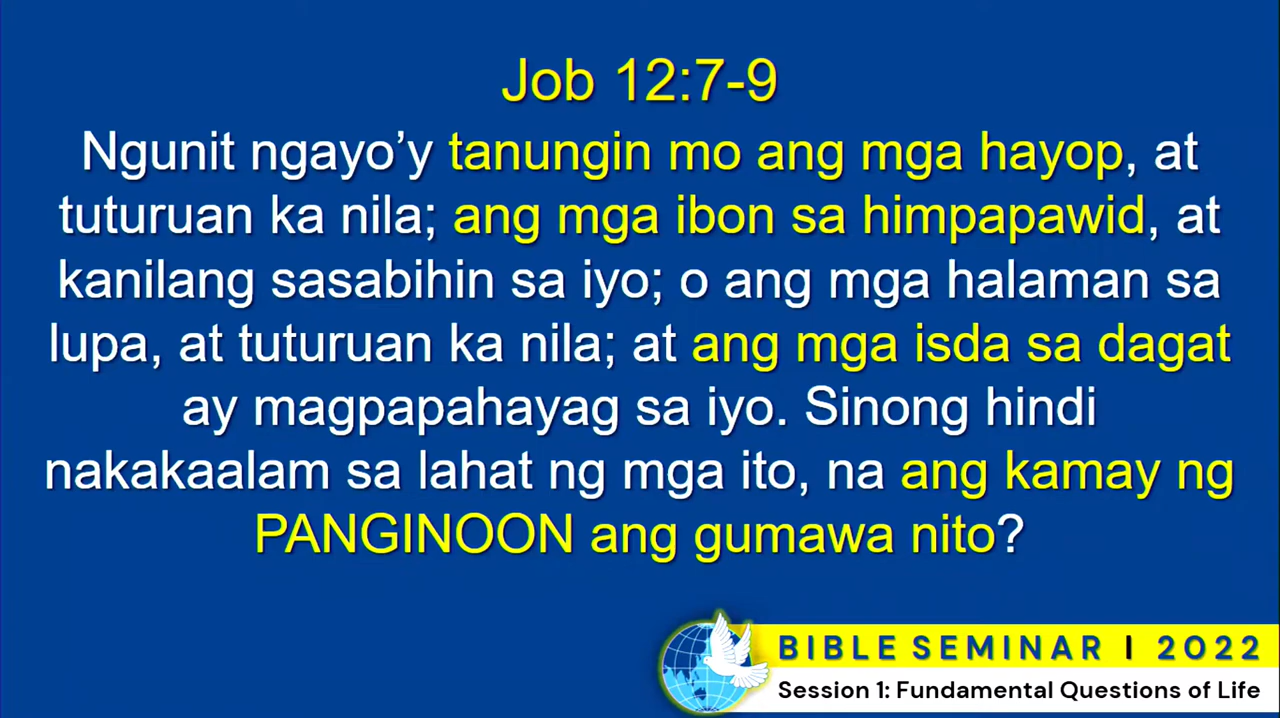 Job 12:7-9
Ngunit ngayo’y tanungin mo ang mga hayop, at
tuturuan ka nila; ang mga ibon sa himpapawid, at
kanilang sasabihin sa iyo; o ang mga halaman sa
lupa, at tuturuan ka nila; at ang mga isda sa dagat
ay magpapahayag sa iyo. Sinong hindi
nakakaalam sa lahat ng mga ito, na ang kamay ng
PANGINOON ang gumawa nito?
BIBLE SEMINAR | 2022
Session 1: Fundamental Questions of Life